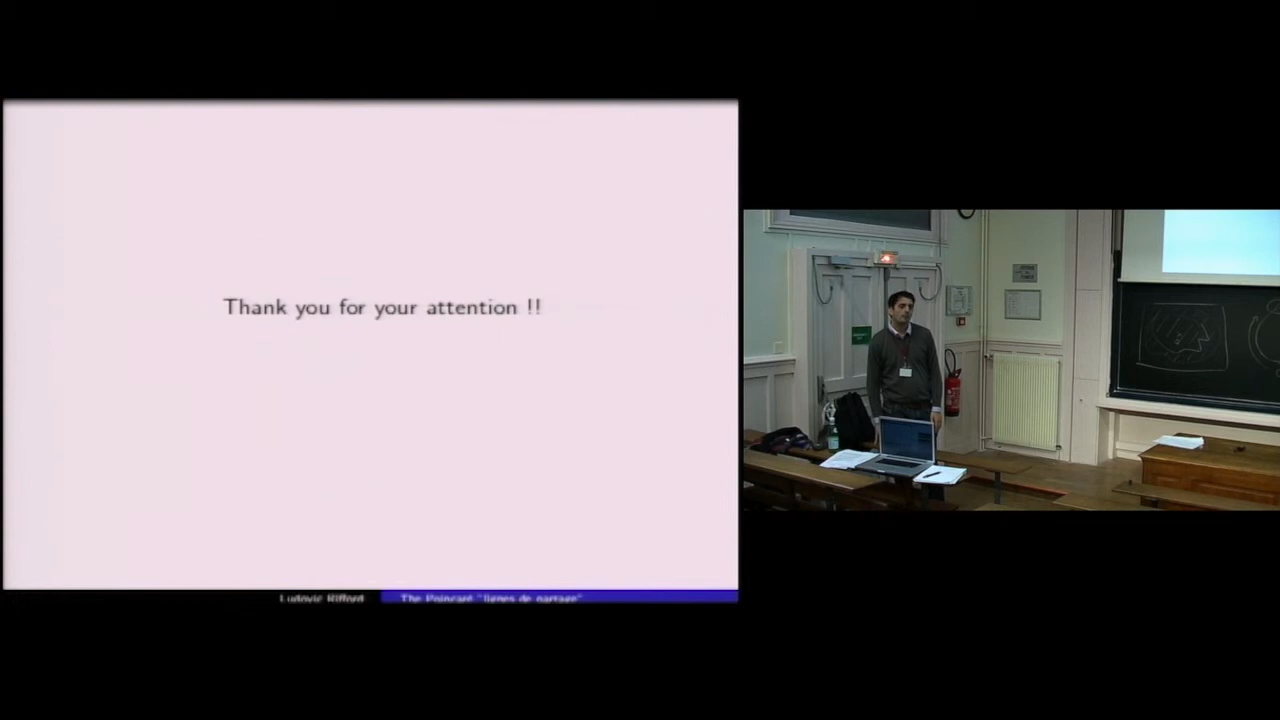 Thank you for your attention !!
Ludovic Rifford
The Poincaré "lignes de partage"